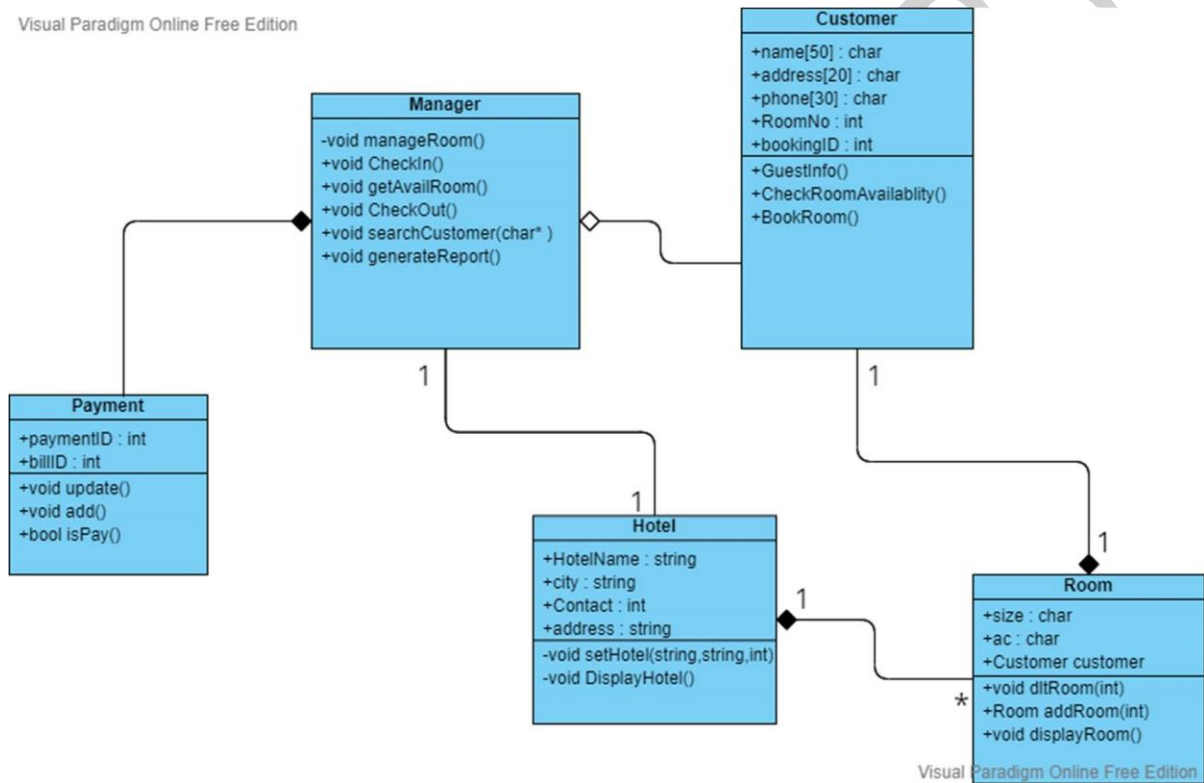 Visual Paradigm Online Free Edition
Customer
+name[50] : char
+address[20] : char
+phone[30] : char
+RoomNo : int
+bookingID : int
+GuestInfo()
+CheckRoomAvailablity()
+BookRoom()
Manager
-void manageRoom()
+void CheckIn()
+void getAvailRoom()
+void CheckOut()
+void searchCustomer(char* )
+void generateReport()
1
1
Payment
+paymentID : int
+billID : int
+void update()
+void add()
+bool isPay()
1
Hotel
+HotelName : string
+city : string
+Contact : int
+address : string
-void setHotel(string,string,int)
-void DisplayHotel()
1
*
1
Room
+size : char
+ac : char
+Customer customer
+void dltRoom(int)
+Room addRoom(int)
+void displayRoom()
Visual Paradigm Online Free Edition